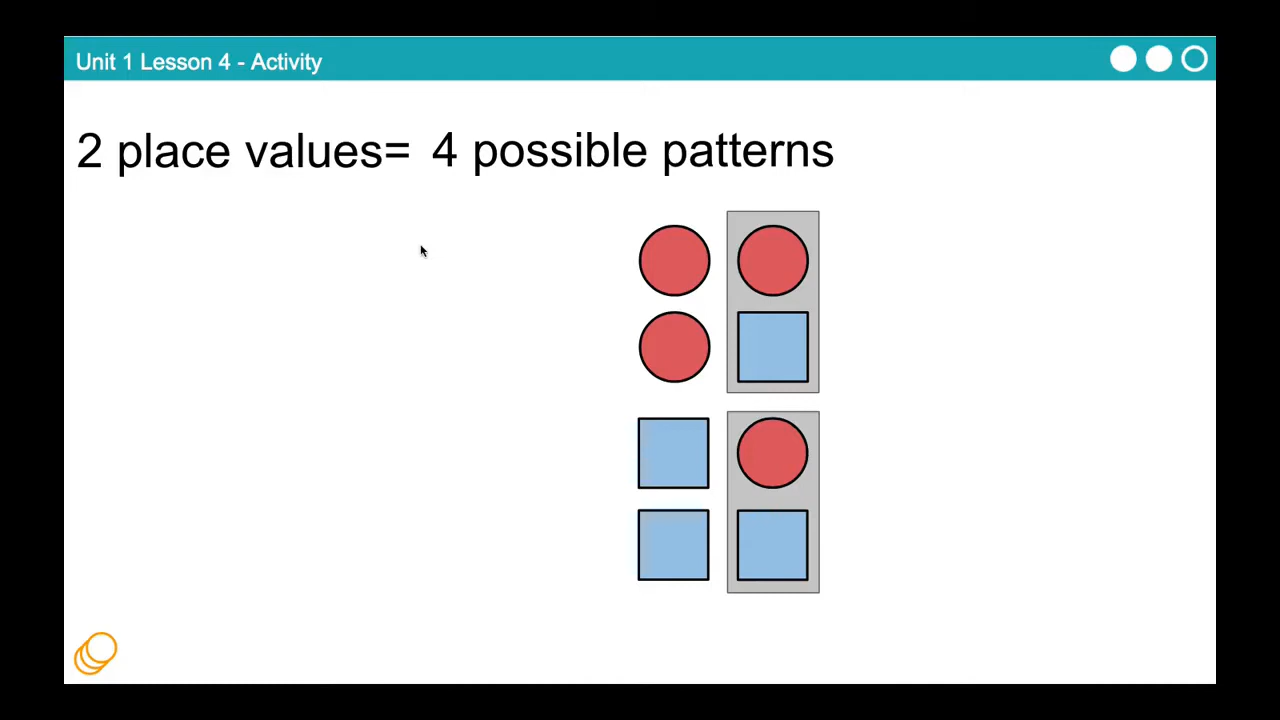 Unit 1 Lesson 4 - Activity
2 place values= 4 possible patterns